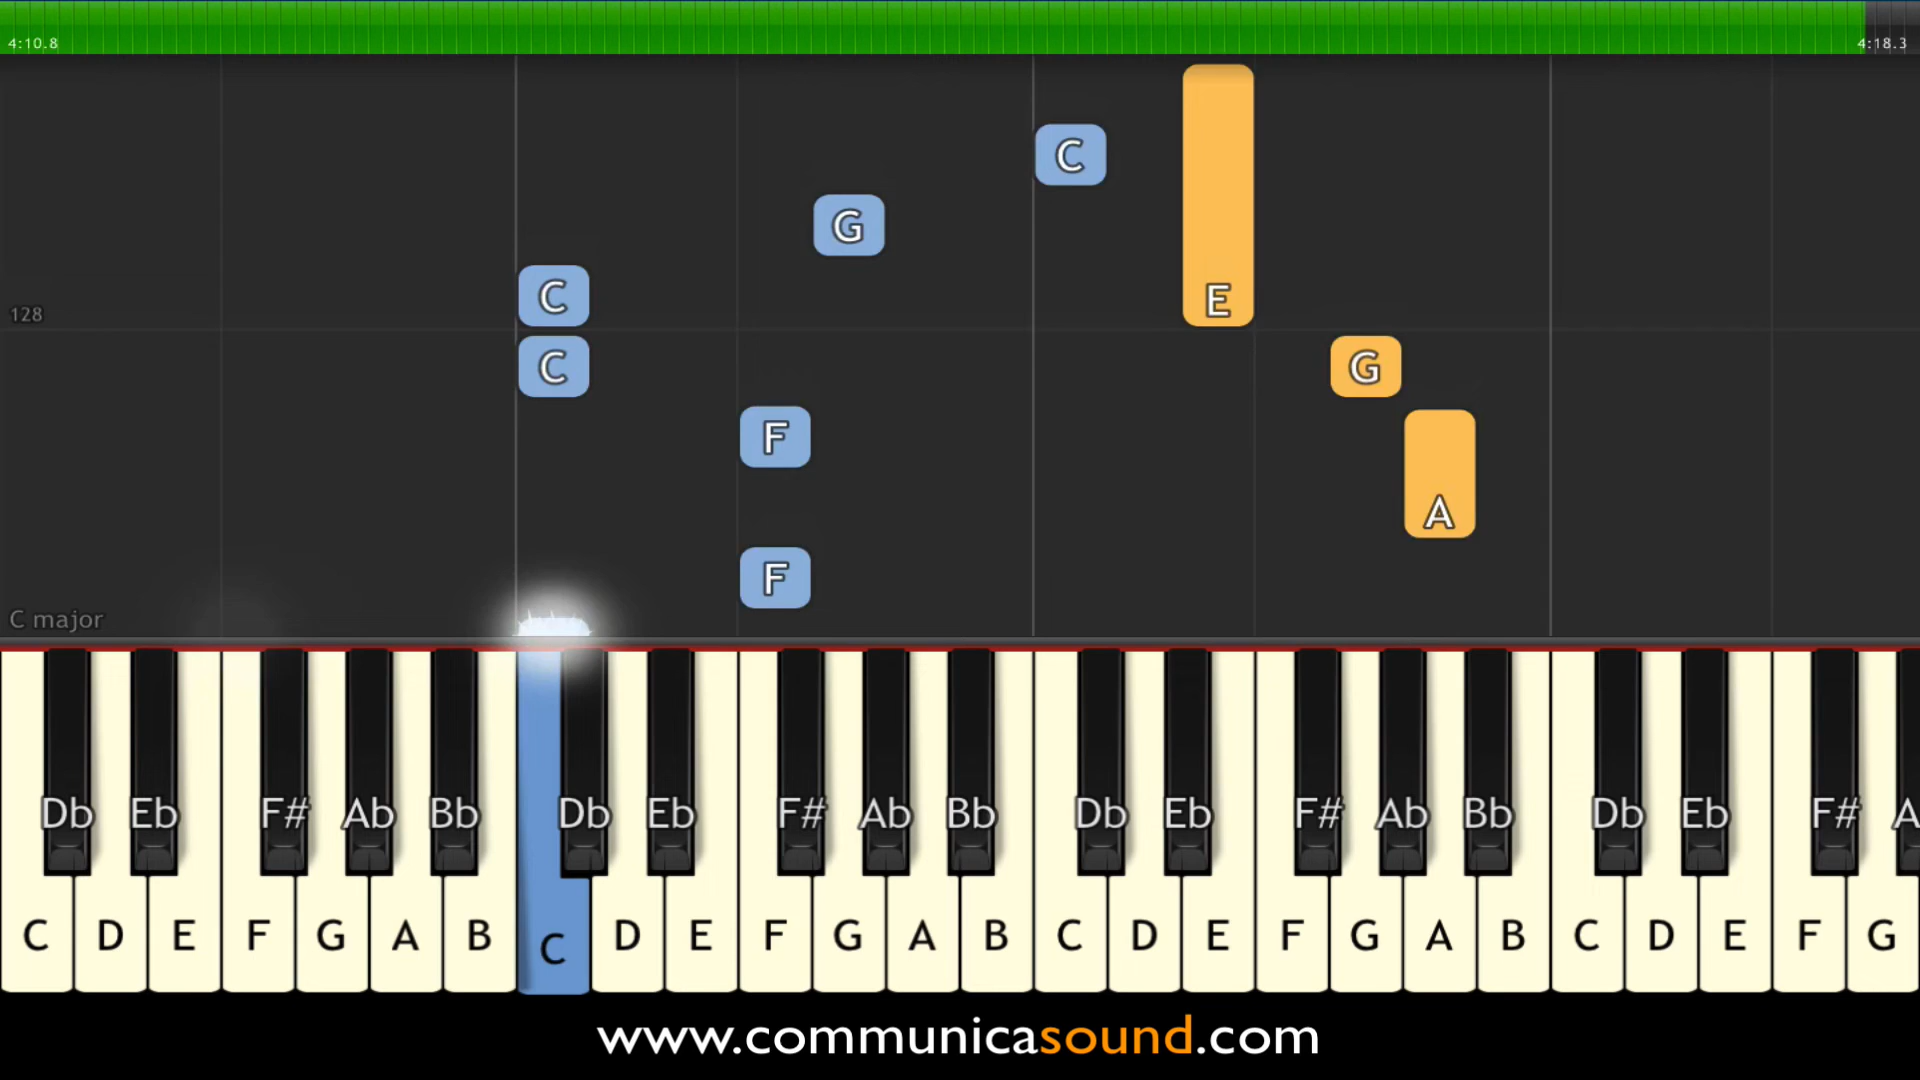 4:10.8 4:18.3
C
G
C
128 E
C G
F
A
F
C major
Db Eb F# Ab Bb Db Eb F# Ab Bb Db Eb F# Ab Bb Db Eb F# A
C D E F G A B C D E F G A B C D E F G A B C D E F G
www.communicasound.com